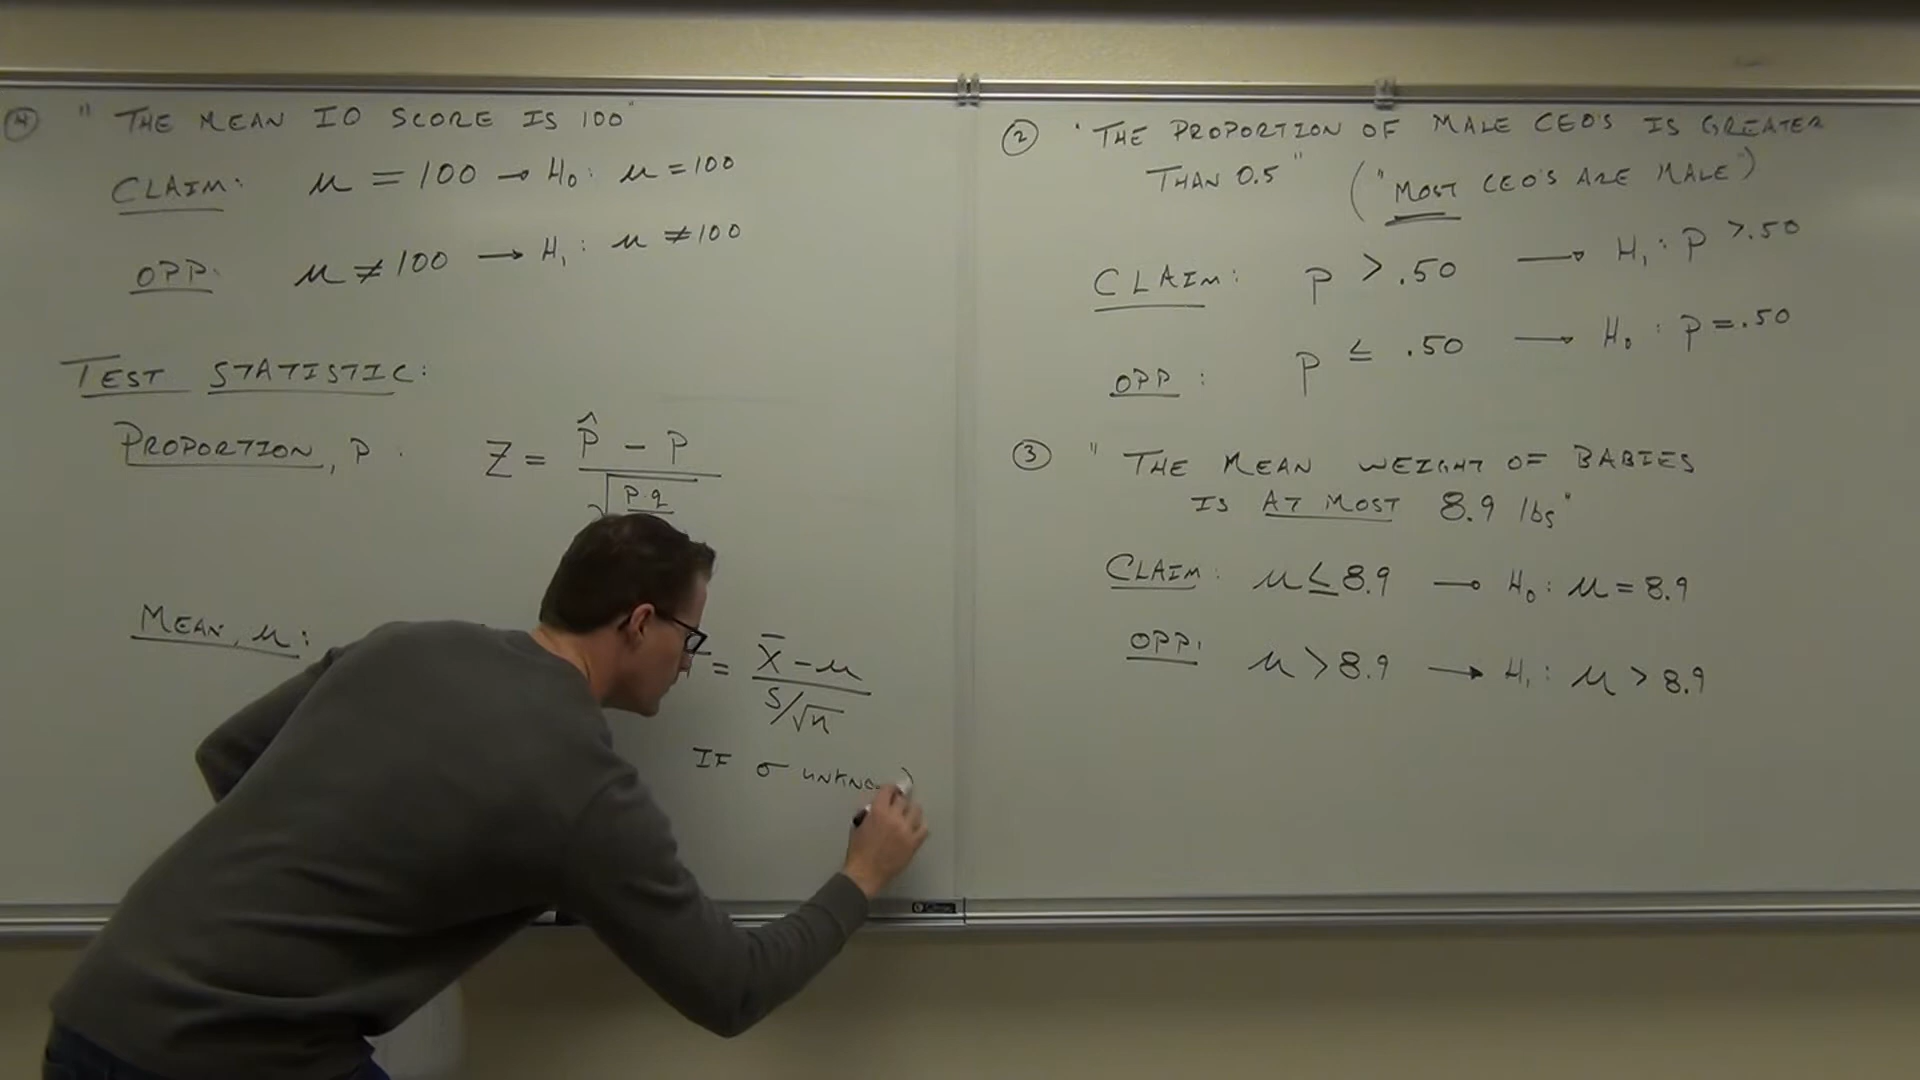 ④ "THE MEAN IQ SCORE IS 100"
CLAIM: μ = 100 → H₀: μ = 100
OPP: μ ≠ 100 → H₁: μ ≠ 100
TEST STATISTIC:
PROPORTION, P: Z = p̂ - p
√ p·q
MEAN, μ: = x̄ - μ
s/√n
IF σ UNKNO
② "THE PROPORTION OF MALE CEO'S IS GREATER
THAN 0.5" ("MOST CEO'S ARE MALE")
CLAIM: p > .50 → H₁: p > .50
OPP: p ≤ .50 → H₀: p = .50
③ "THE MEAN WEIGHT OF BABIES
IS AT MOST 8.9 lbs"
CLAIM: μ ≤ 8.9 → H₀: μ = 8.9
OPP: μ > 8.9 → H₁: μ > 8.9